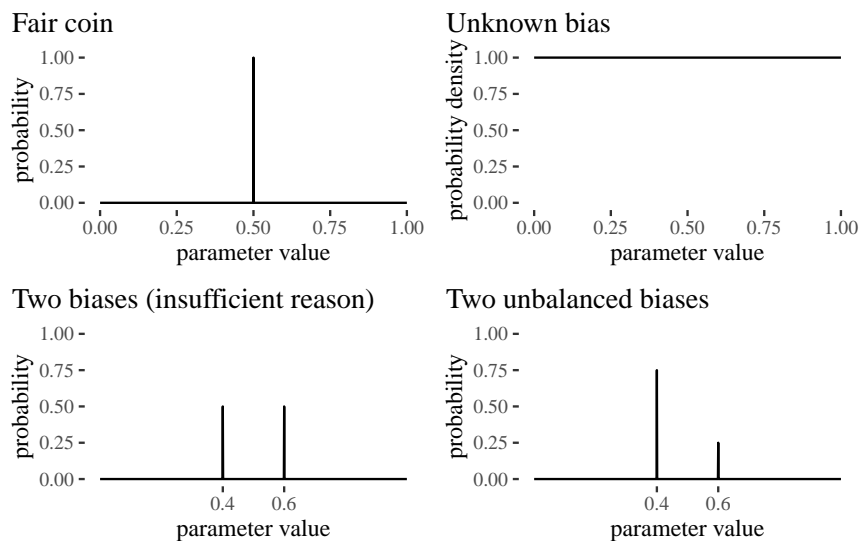 Fair coin
probability
1.00
0.75
0.50
0.25
0.00
0.00 0.25 0.50 0.75 1.00
parameter value
Unknown bias
probability density
1.00
0.75
0.50
0.25
0.00
0.00 0.25 0.50 0.75 1.00
parameter value
Two biases (insufficient reason)
probability
1.00
0.75
0.50
0.25
0.00
0.4 0.6
parameter value
Two unbalanced biases
probability
1.00
0.75
0.50
0.25
0.00
0.4 0.6
parameter value